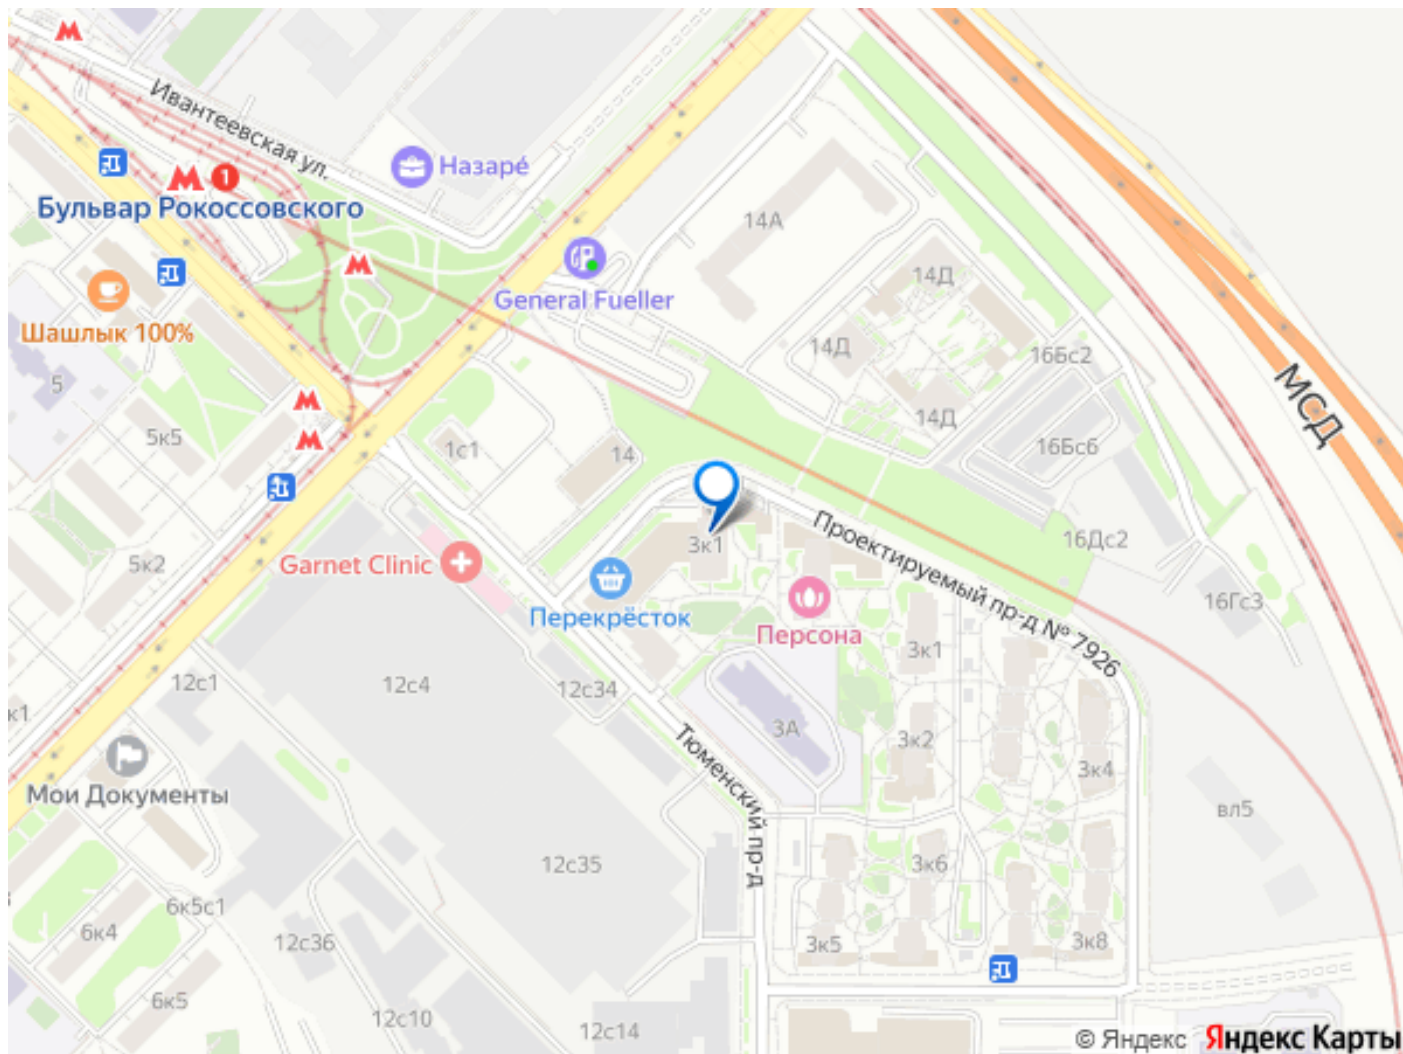 Ивантеевская ул.
Назаре́
1
Бульвар Рокоссовского
14А
General Fueller
14Д
Шашлык 100%
14Д
16Бс2
5
14Д
5к5
1с1
14
16Бс6
МСД
3к1
Проектируемый пр-д № 7926
16Дс2
5к2
Garnet Clinic
Перекрёсток
Персона
16Гс3
3к1
12с1
12с4
12с34
к1
3А
3к2
3к4
Тюменский пр-д
Мои Документы
вл5
12с35
3к6
6к5с1
6к4
12с36
3к5
3к8
6к5
12с10
12с14
© Яндекс Яндекс Карты